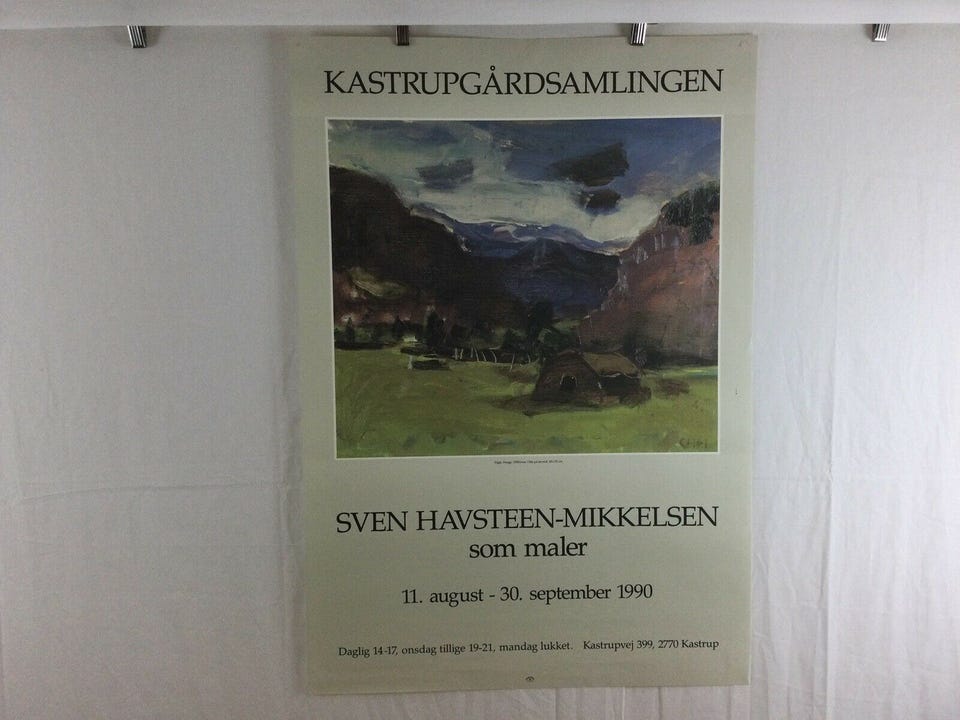 KASTRUPGÅRDSAMLINGEN
SVEN HAVSTEEN-MIKKELSEN
som maler
11. august - 30. september 1990
Daglig 14-17, onsdag tillige 19-21, mandag lukket. Kastrupvej 399, 2770 Kastrup